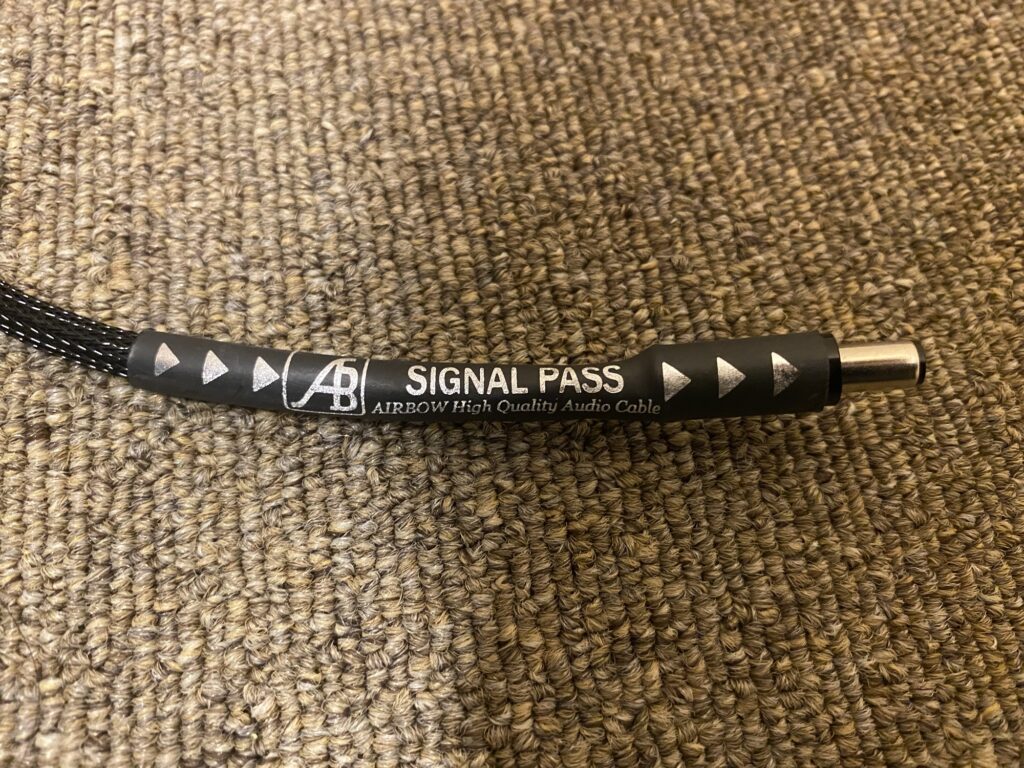 AB
SIGNAL PASS
AIRBOW High Quality Audio Cable